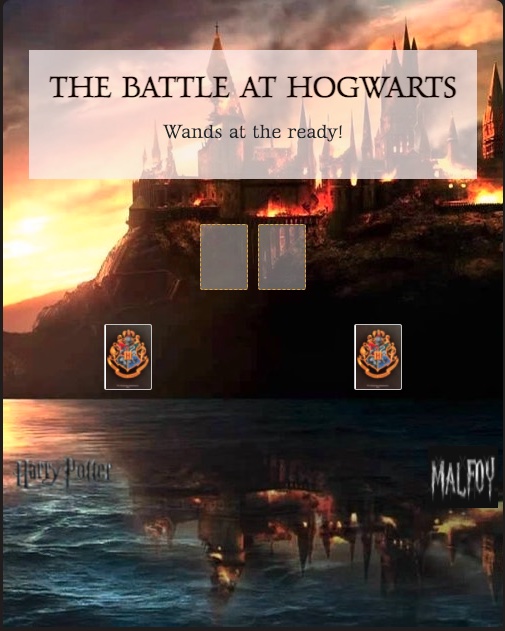 THE BATTLE AT HOGWARTS
Wands at the ready!
Harry Potter
MALFOY